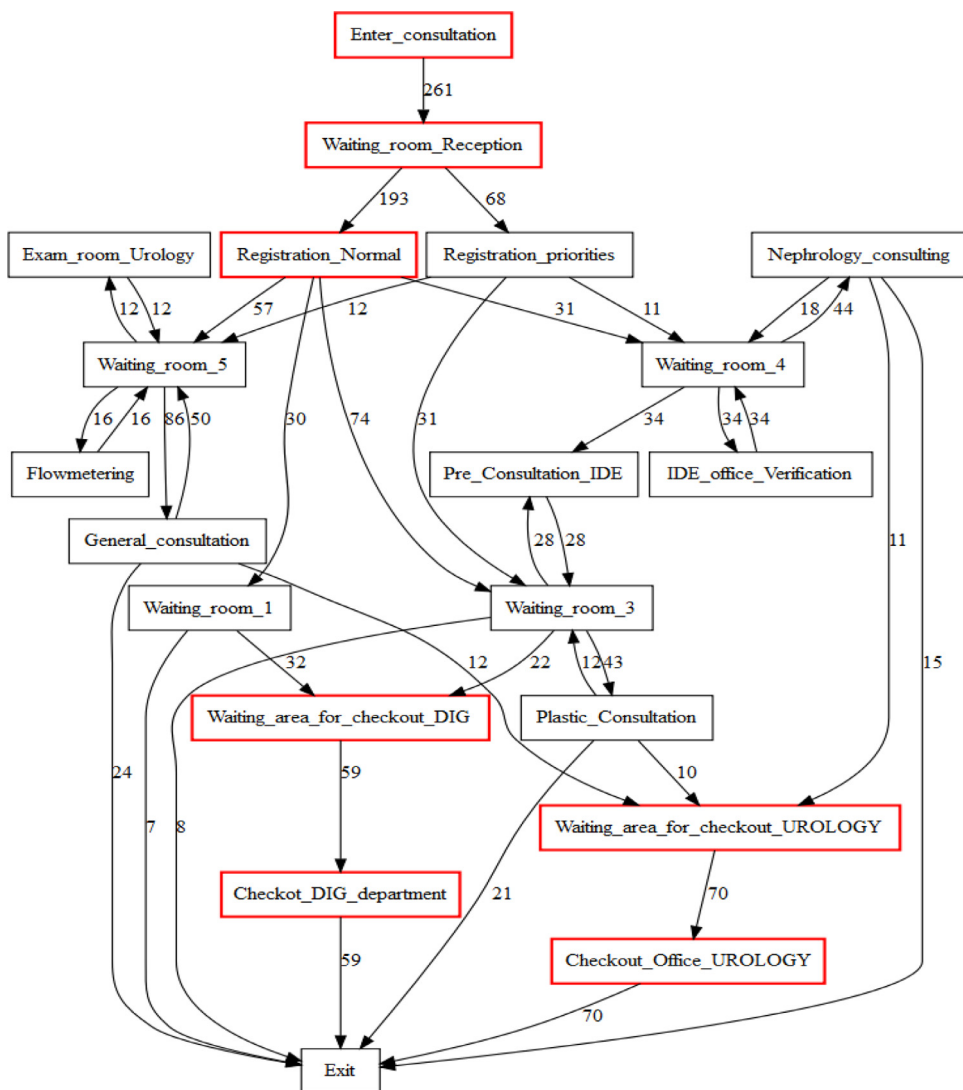 Enter_consultation
261
Waiting_room_Reception
193
68
Exam_room_Urology
Registration_Normal
Registration_priorities
Nephrology_consulting
12
12
57
12
31
11
18
44
Waiting_room_5
Waiting_room_4
16
16
86
50
30
74
31
34
34
34
Flowmetering
Pre_Consultation_IDE
IDE_office_Verification
General_consultation
28
28
11
Waiting_room_1
Waiting_room_3
32
12
22
12
43
15
Waiting_area_for_checkout_DIG
Plastic_Consultation
24
7
8
59
10
Waiting_area_for_checkout_UROLOGY
Checkot_DIG_department
21
70
59
Checkout_Office_UROLOGY
70
Exit